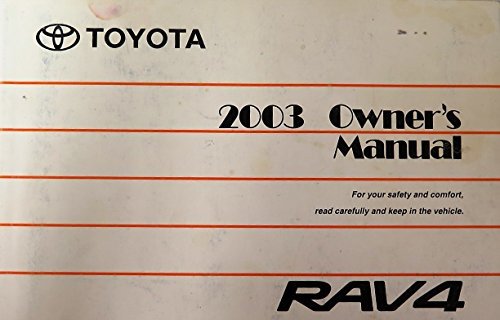 TOYOTA
2003 Owner's
Manual
For your safety and comfort,
read carefully and keep in the vehicle.
RAV4